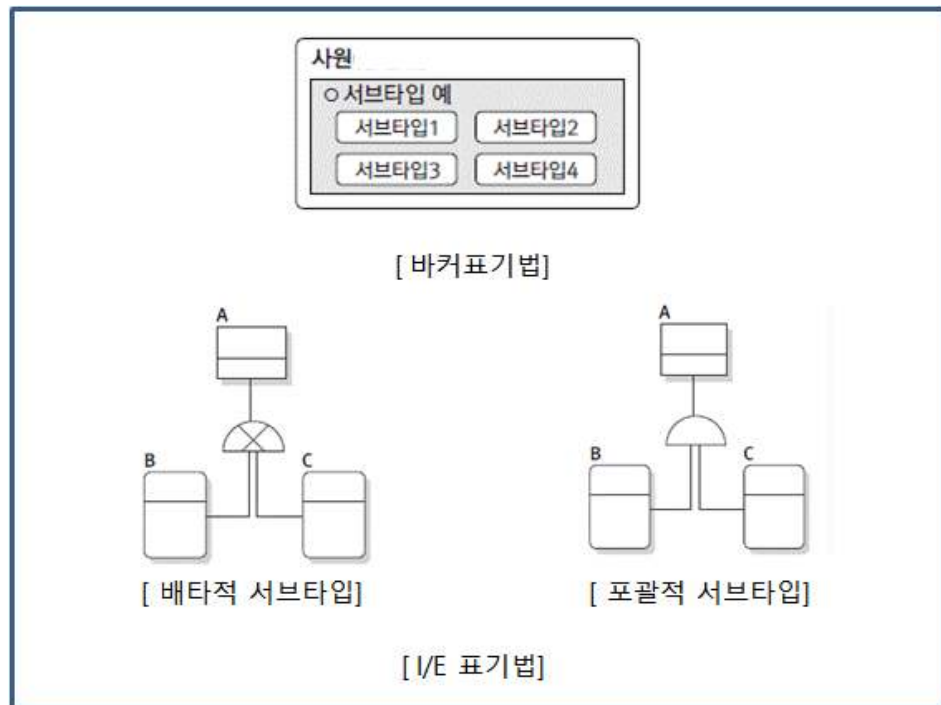 사원
○ 서브타입 예
서브타입1 서브타입2
서브타입3 서브타입4
[ 바커표기법]
A
B C
[ 배타적 서브타입]
A
B C
[ 포괄적 서브타입]
[ I/E 표기법]